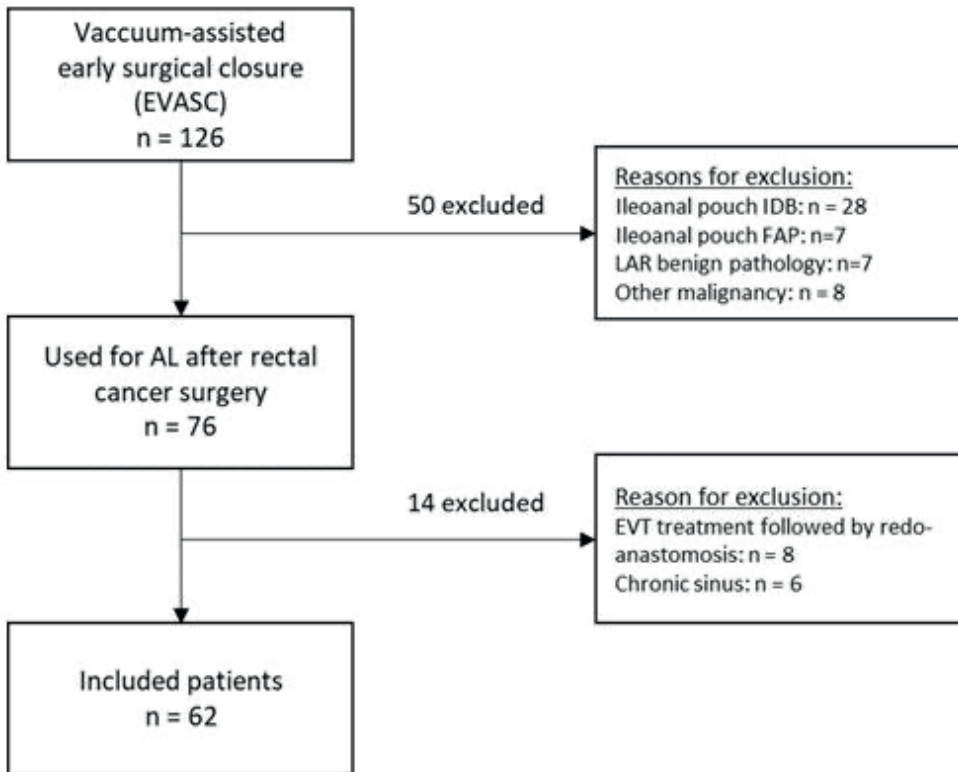 Vaccuum-assisted
early surgical closure
(EVASC)
n = 126
50 excluded
Reasons for exclusion:
Ileoanal pouch IDB: n = 28
Ileoanal pouch FAP: n=7
LAR benign pathology: n=7
Other malignancy: n = 8
Used for AL after rectal
cancer surgery
n = 76
14 excluded
Reason for exclusion:
EVT treatment followed by redo-
anastomosis: n = 8
Chronic sinus: n = 6
Included patients
n = 62